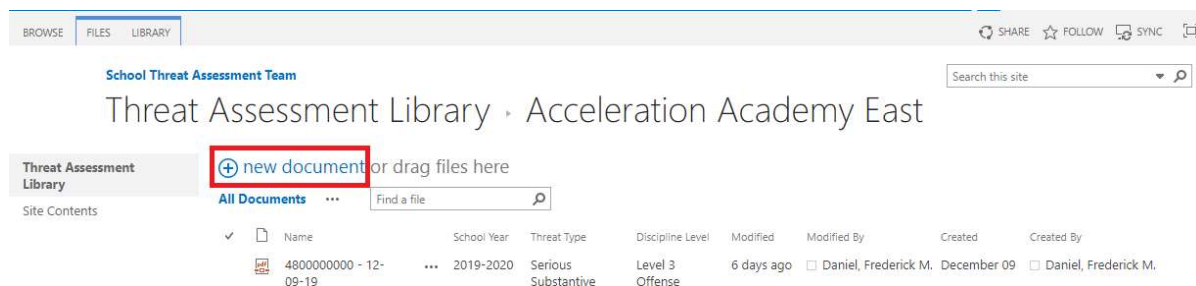 BROWSE FILES LIBRARY SHARE FOLLOW SYNC
School Threat Assessment Team Search this site
Threat Assessment Library ▸ Acceleration Academy East
Threat Assessment
Library
Site Contents
new document or drag files here
All Documents ... Find a file
Name School Year Threat Type Discipline Level Modified Modified By Created Created By
4800000000 - 12- ... 2019-2020 Serious Level 3 6 days ago Daniel, Frederick M. December 09 Daniel, Frederick M.
09-19 Substantive Offense